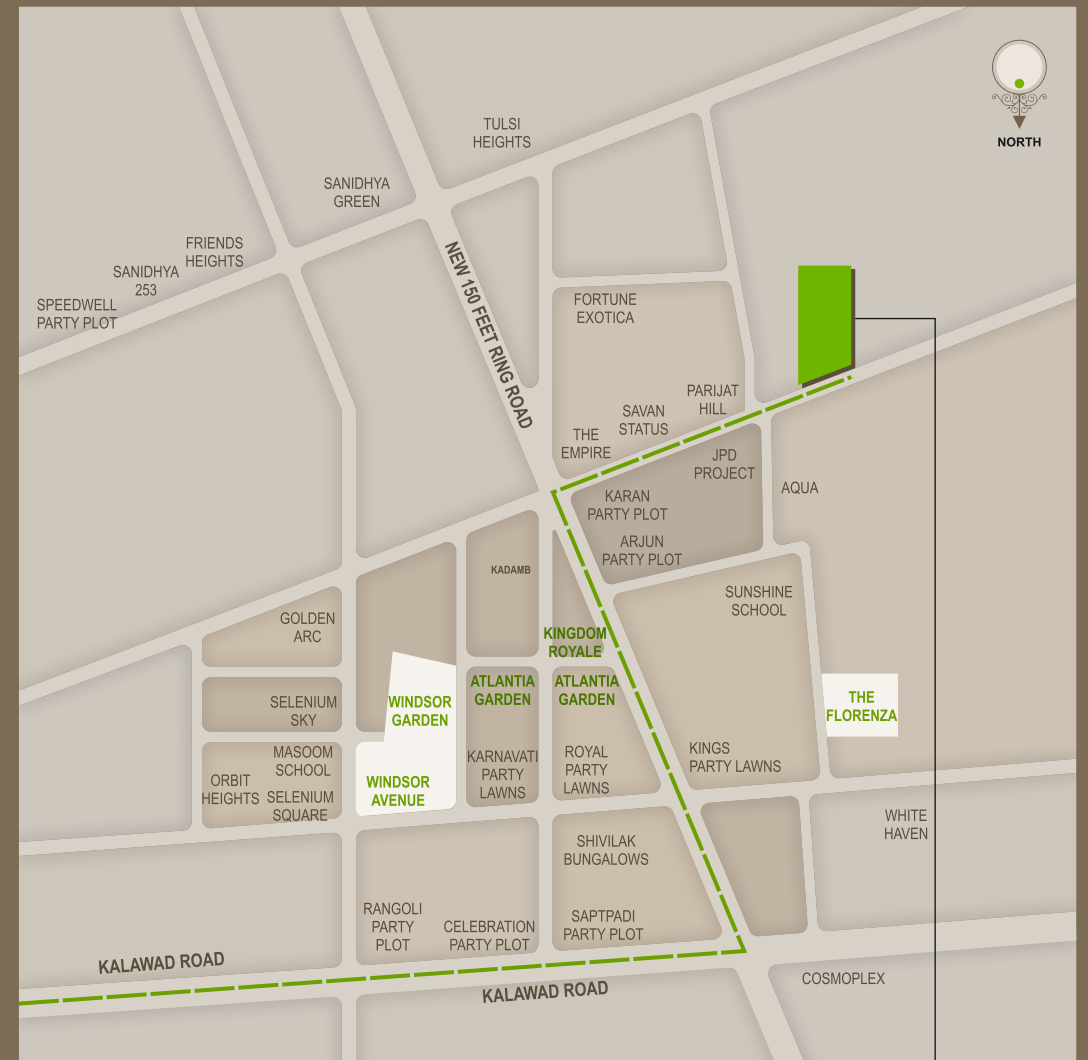 NORTH
TULSI
HEIGHTS
SANIDHYA
GREEN
FRIENDS
HEIGHTS
SANIDHYA
253
SPEEDWELL
PARTY PLOT
NEW 150 FEET RING ROAD
FORTUNE
EXOTICA
PARIJAT
HILL
SAVAN
STATUS
THE
EMPIRE
JPD
PROJECT
AQUA
KARAN
PARTY PLOT
ARJUN
PARTY PLOT
KADAMB
SUNSHINE
SCHOOL
GOLDEN
ARC
KINGDOM
ROYALE
SELENIUM
SKY
WINDSOR
GARDEN
ATLANTIA
GARDEN
ATLANTIA
GARDEN
THE
FLORENZA
MASOOM
SCHOOL
ORBIT
HEIGHTS
SELENIUM
SQUARE
WINDSOR
AVENUE
KARNAVATI
PARTY
LAWNS
ROYAL
PARTY
LAWNS
KINGS
PARTY LAWNS
WHITE
HAVEN
SHIVILAK
BUNGALOWS
RANGOLI
PARTY
PLOT
CELEBRATION
PARTY PLOT
SAPTPADI
PARTY PLOT
KALAWAD ROAD
KALAWAD ROAD
COSMOPLEX